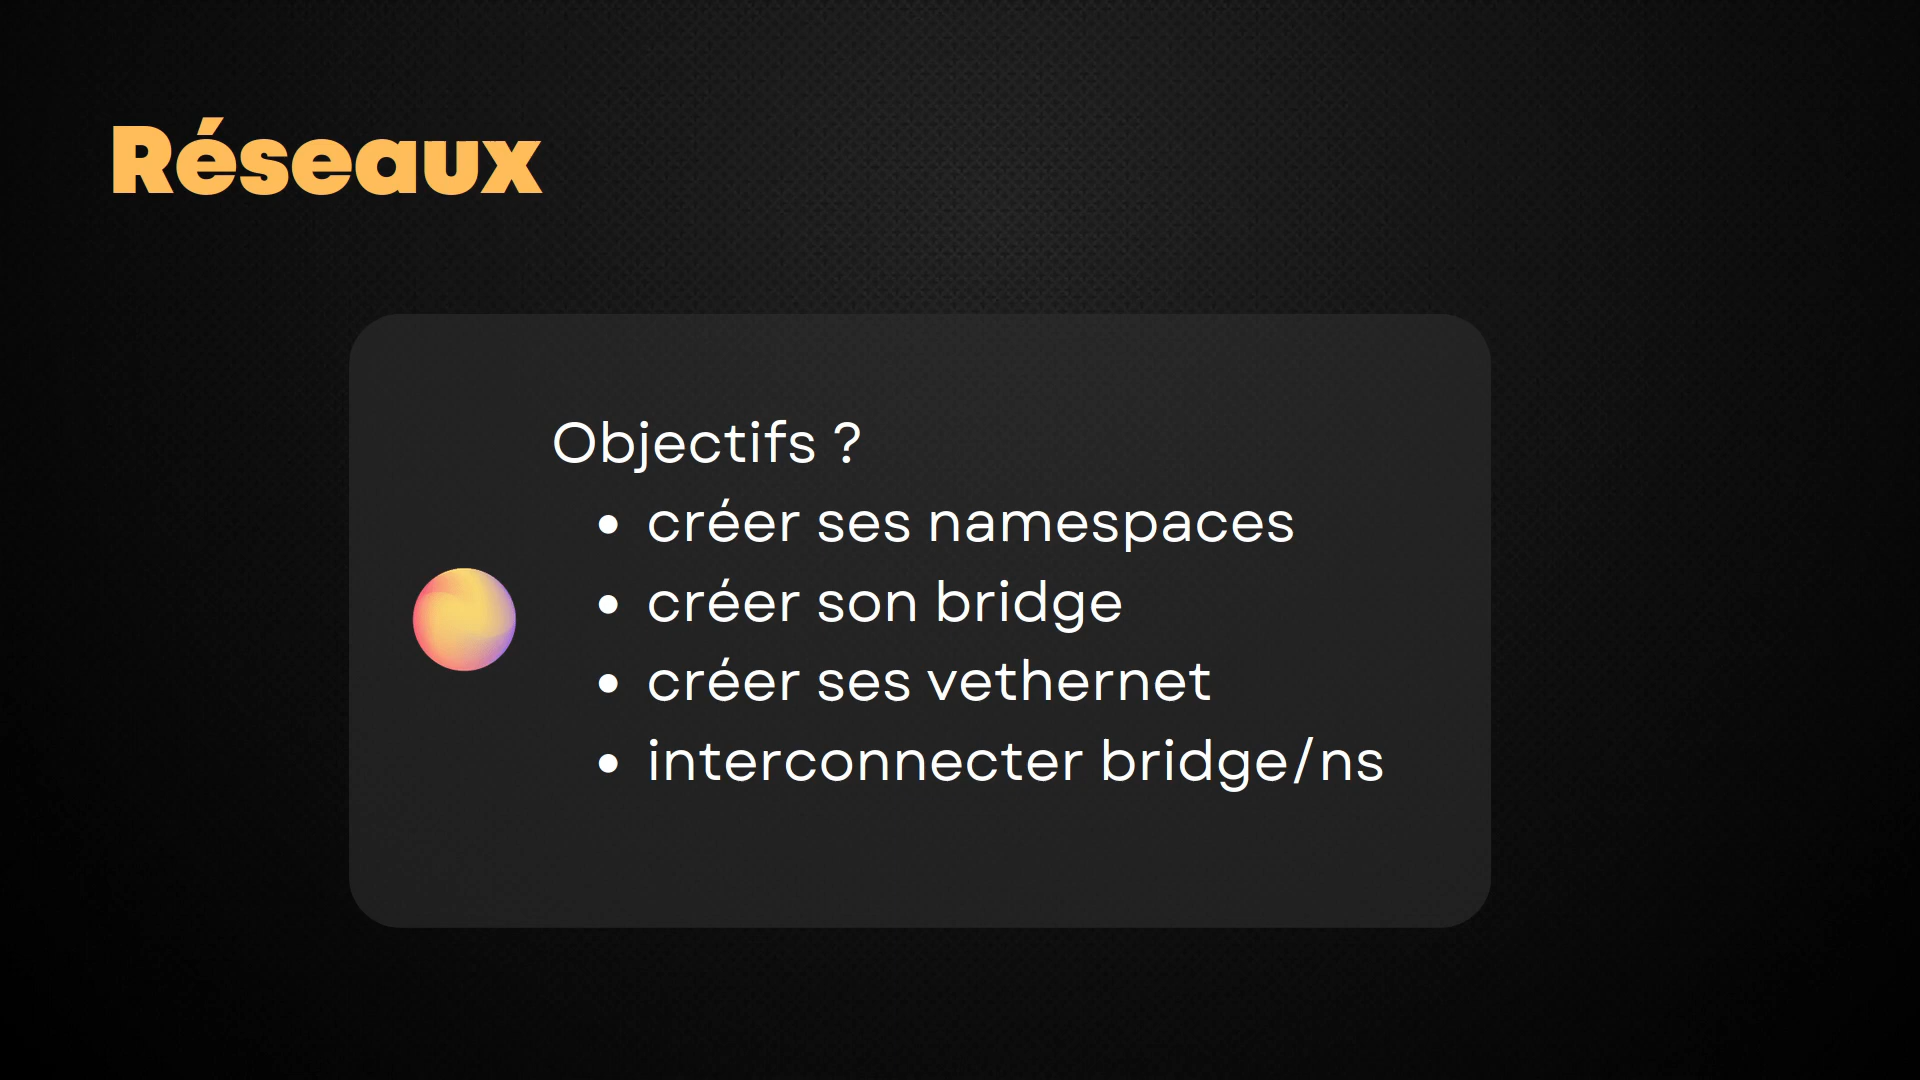 Réseaux
Objectifs ?
• créer ses namespaces
• créer son bridge
• créer ses vethernet
• interconnecter bridge/ns